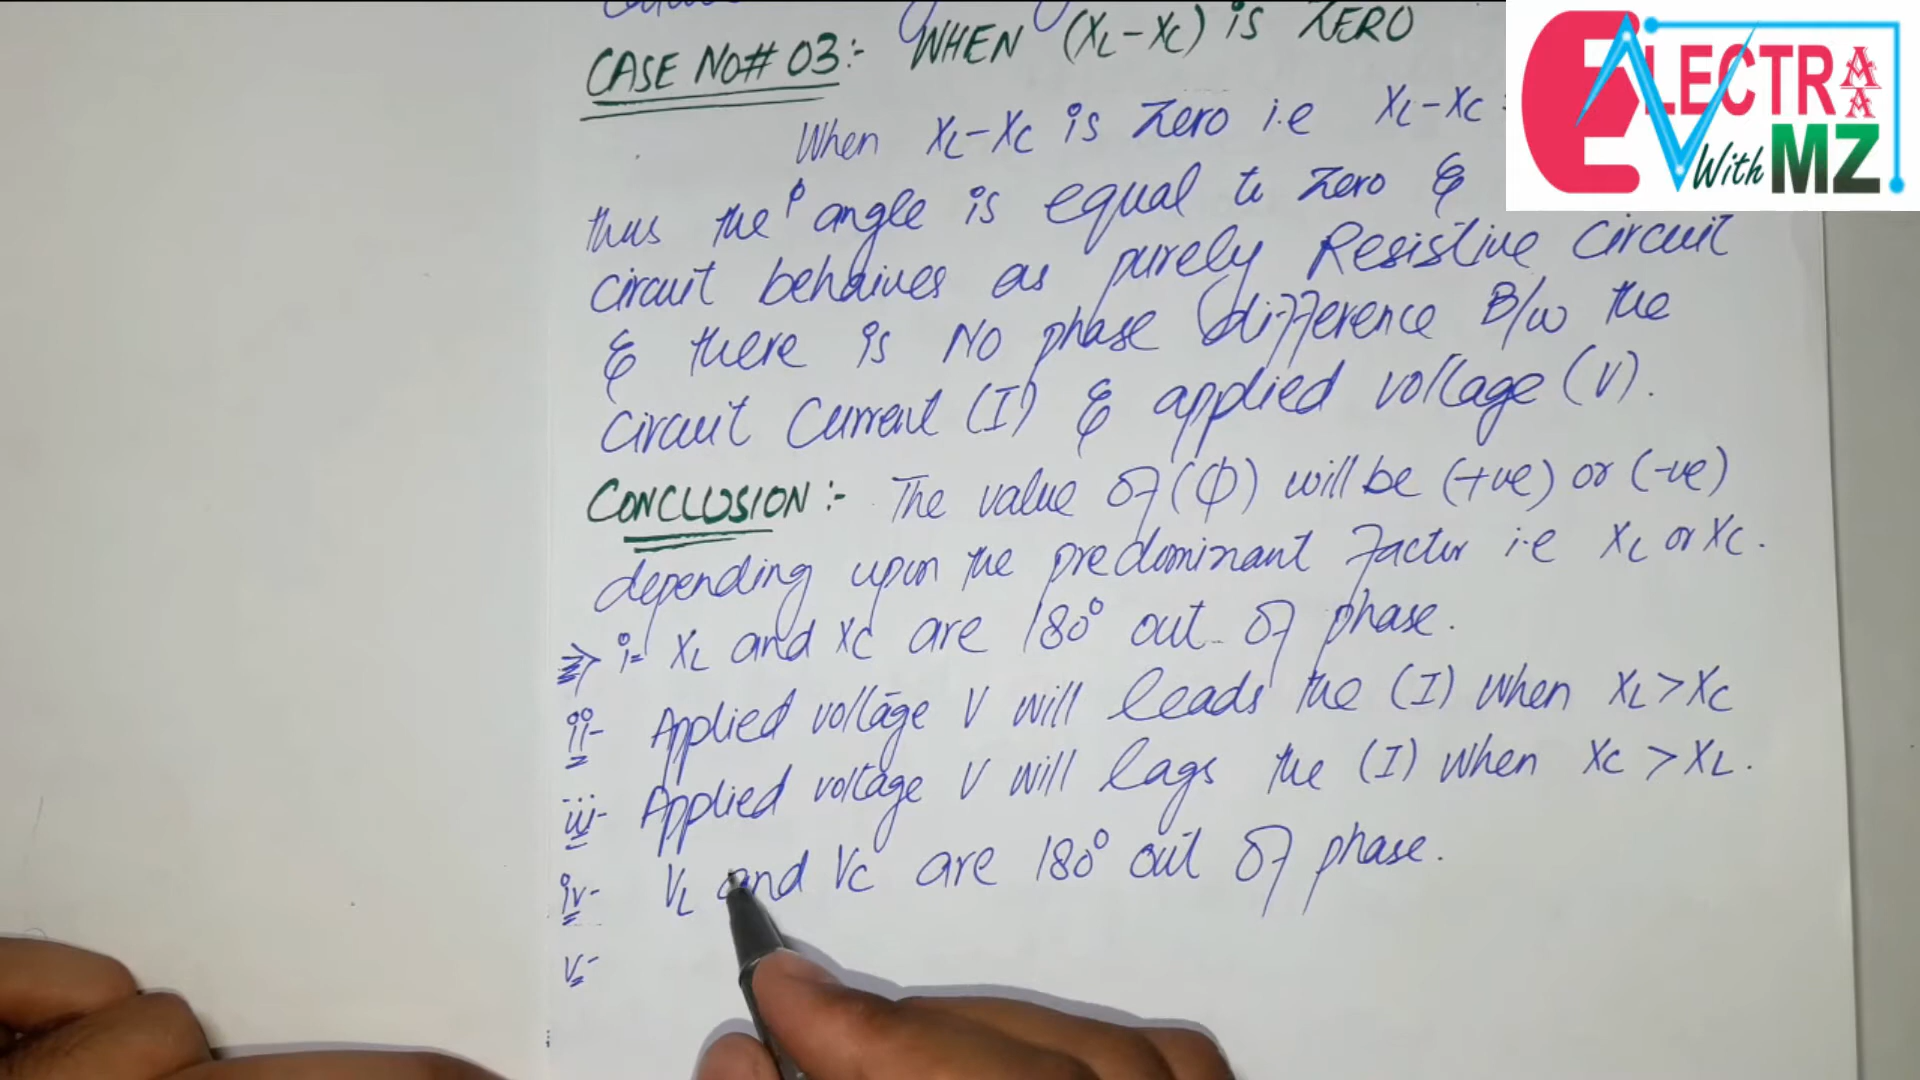 CASE NO# 03:- WHEN (XL-XC) is ZERO
When XL-XC is Zero i.e XL-XC
thus the φ angle is equal to zero &
circuit behaives as purely Resistive circuit
& there is No phase difference B/w the
circuit current (I) & applied voltage (V).
CONCLUSION:- The value of (Φ) will be (+ve) or (-ve)
depending upon the predominant factor i.e XL or XC.
⇒ i- XL and XC are 180° out of phase.
ii- Applied voltage V will leads the (I) when XL>XC
iii- Applied voltage V will lags the (I) when XC > XL.
iv- VL and VC are 180° out of phase.
v-
ELECTRAAAA
With MZ